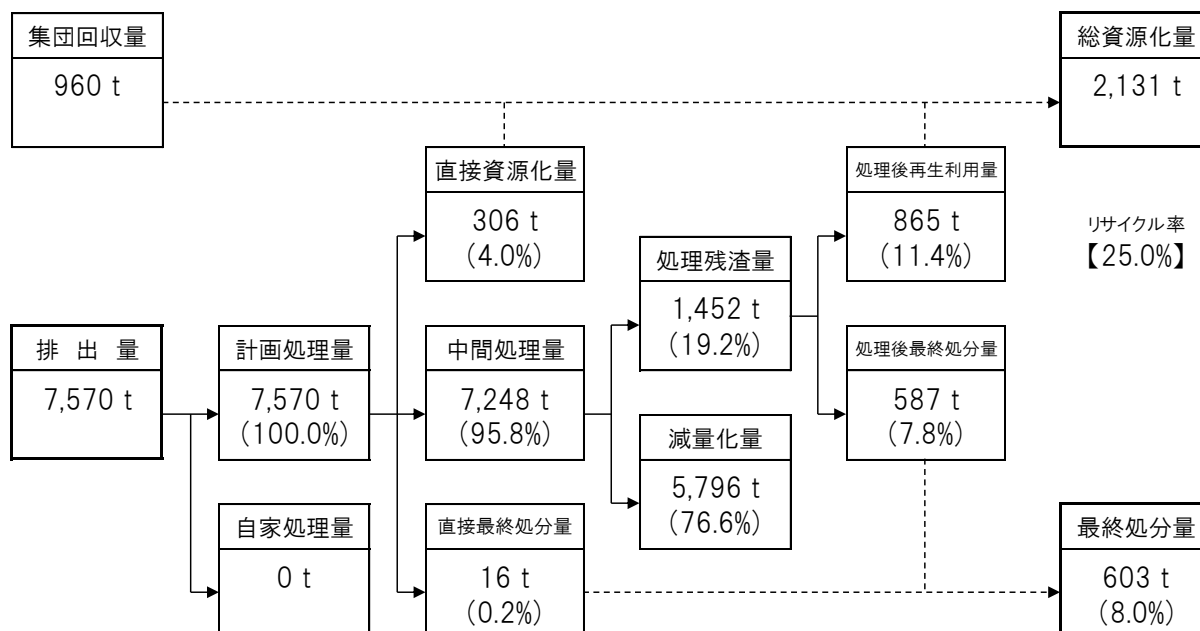 集団回収量
960 t
総資源化量
2,131 t
直接資源化量
306 t
(4.0%)
処理後再生利用量
865 t
(11.4%)
リサイクル率
【25.0%】
処理残渣量
1,452 t
(19.2%)
排 出 量
7,570 t
計画処理量
7,570 t
(100.0%)
中間処理量
7,248 t
(95.8%)
処理後最終処分量
587 t
(7.8%)
減量化量
5,796 t
(76.6%)
自家処理量
0 t
直接最終処分量
16 t
(0.2%)
最終処分量
603 t
(8.0%)